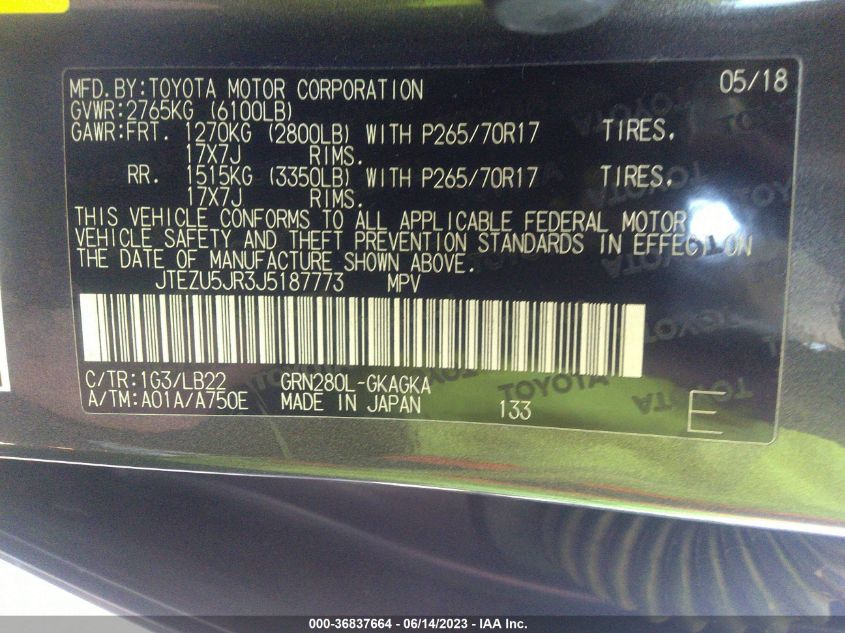 MFD.BY:TOYOTA MOTOR CORPORATION 05/18
GVWR:2765KG (6100LB)
GAWR:FRT. 1270KG (2800LB) WITH P265/70R17 TIRES.
17X7J RIMS.
RR. 1515KG (3350LB) WITH P265/70R17 TIRES.
17X7J RIMS.
THIS VEHICLE CONFORMS TO ALL APPLICABLE FEDERAL MOTOR
VEHICLE SAFETY AND THEFT PREVENTION STANDARDS IN EFFECT ON
THE DATE OF MANUFACTURE SHOWN ABOVE.
JTEZU5JR3J5187773 MPV
C/TR:1G3/LB22 GRN280L-GKAGKA
A/TM:A01A/A750E MADE IN JAPAN 133 E
TOYOTA TOYOTA TOYOTA
000-36837664 - 06/14/2023 - IAA Inc.